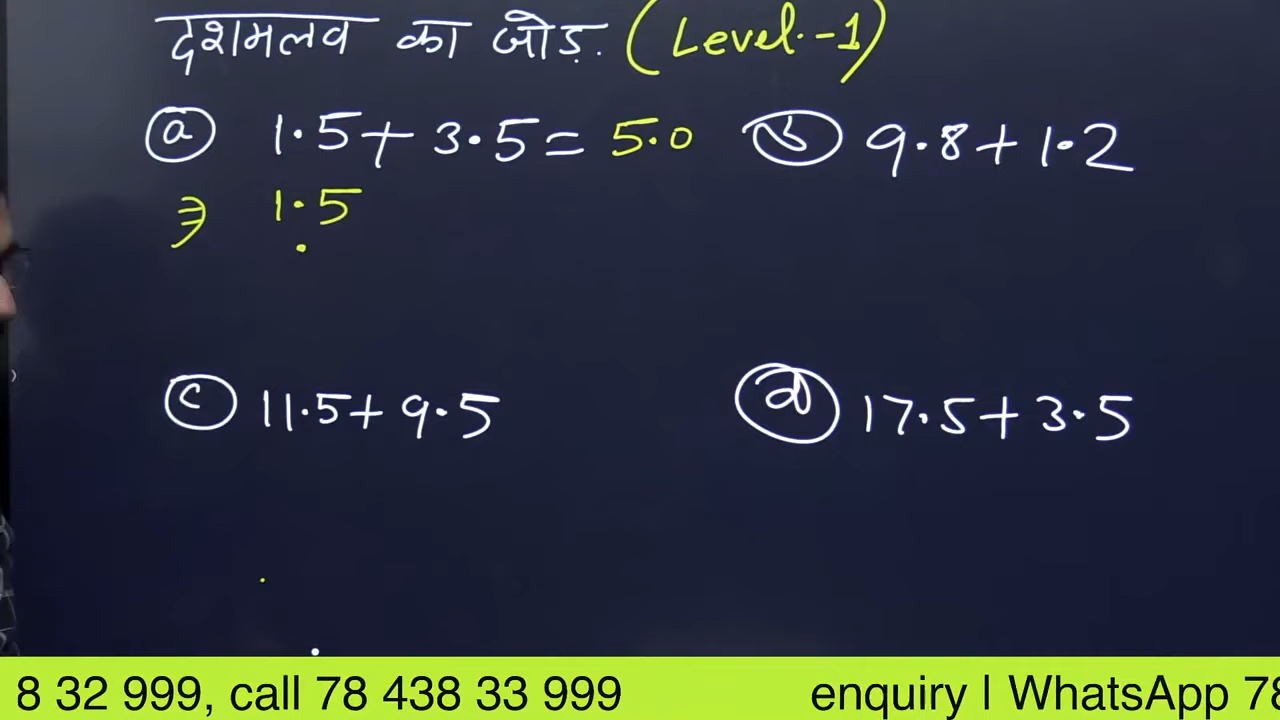 दशमलव का जोड़. (Level.-1)
(a) 1.5+3.5=5.0
(b) 9.8+1.2
⇒ 1.5
.
(c) 11.5+9.5
(d) 17.5+3.5
8 32 999, call 78 438 33 999 enquiry | WhatsApp 78